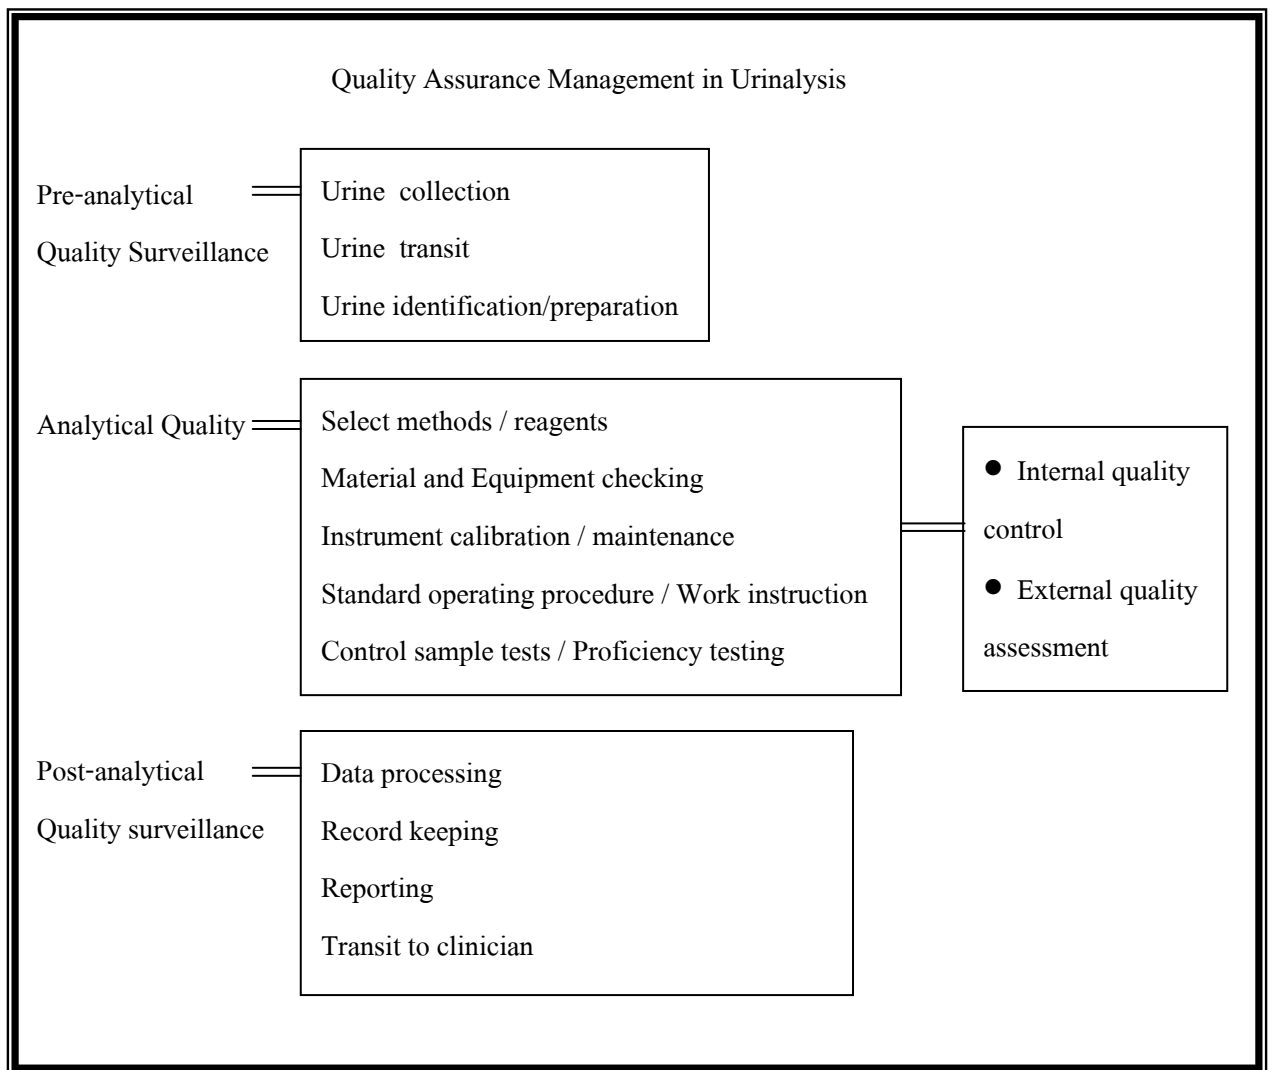 Quality Assurance Management in Urinalysis
Pre-analytical
Quality Surveillance
Urine collection
Urine transit
Urine identification/preparation
Analytical Quality
Select methods / reagents
Material and Equipment checking
Instrument calibration / maintenance
Standard operating procedure / Work instruction
Control sample tests / Proficiency testing
● Internal quality
control
● External quality
assessment
Post-analytical
Quality surveillance
Data processing
Record keeping
Reporting
Transit to clinician